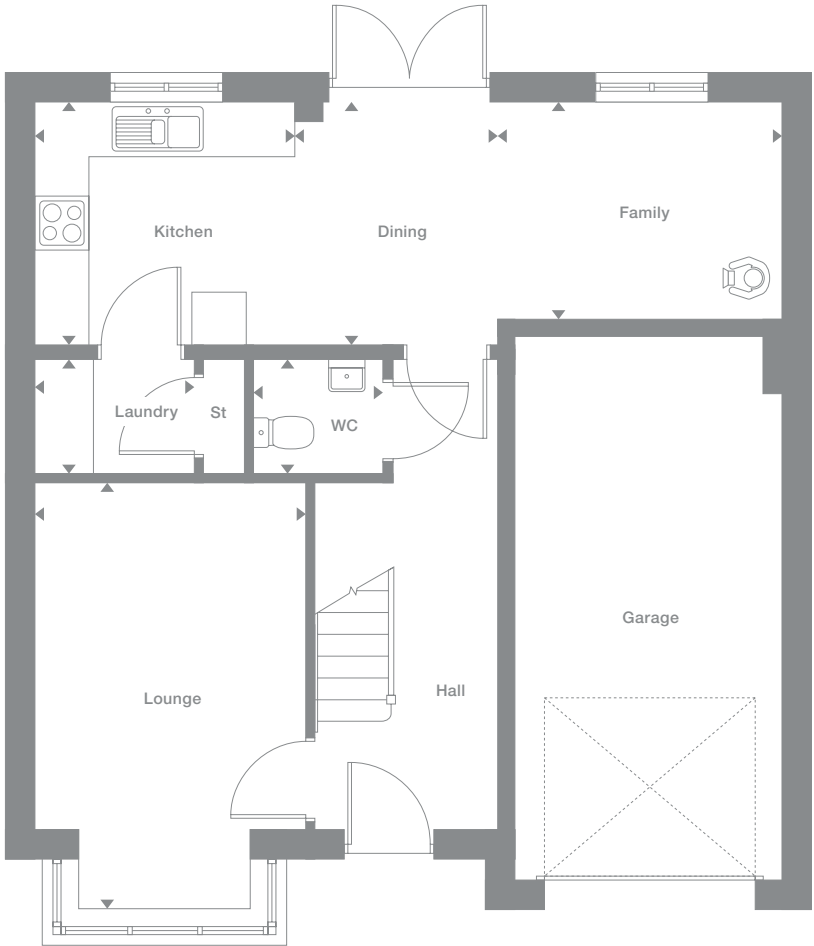 Kitchen
Dining
Family
Laundry
St
WC
Garage
Lounge
Hall